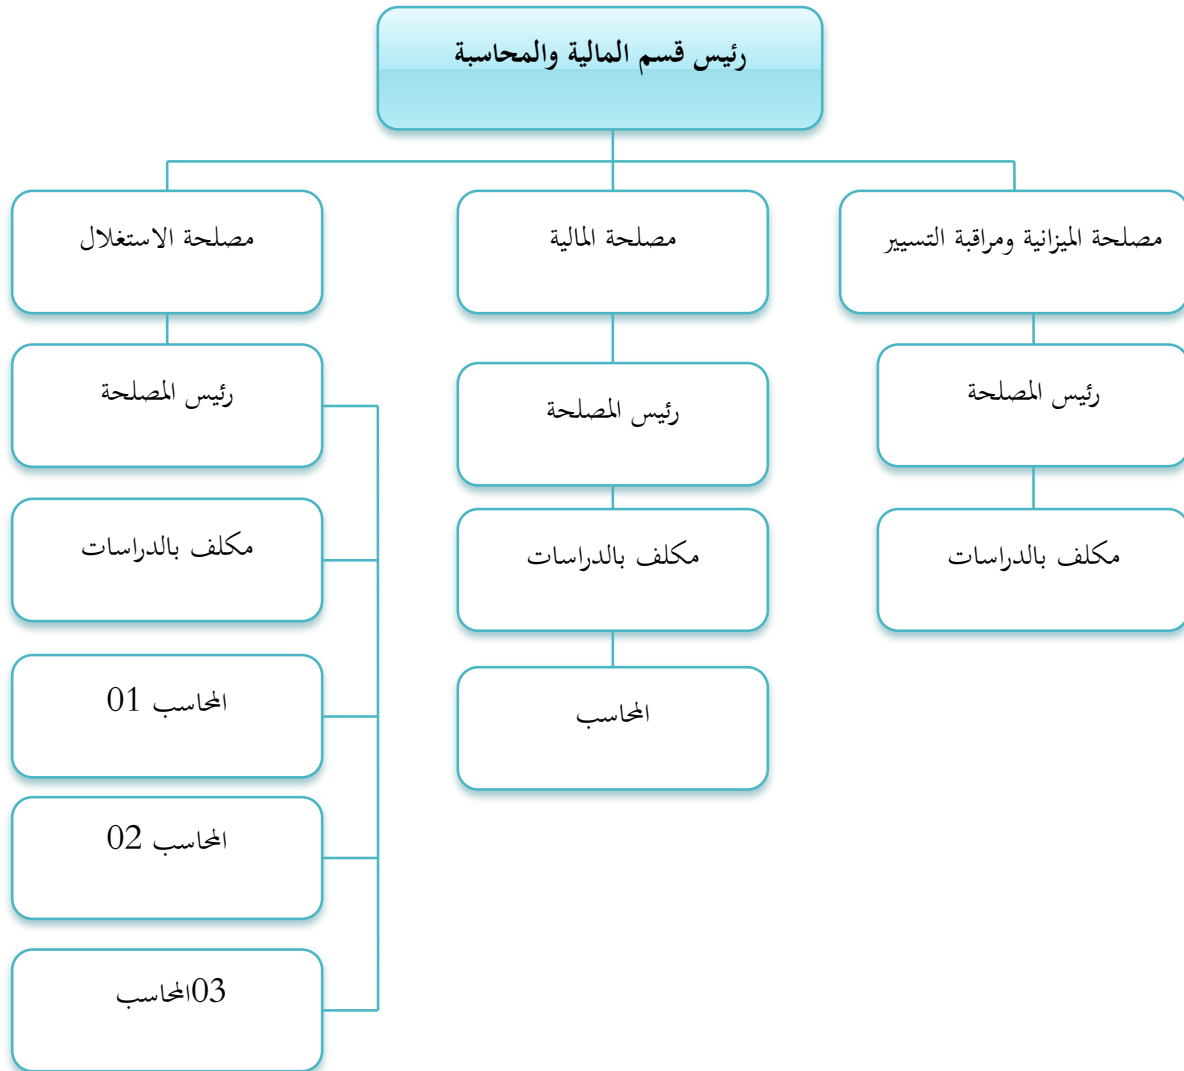 رئيس قسم المالية والمحاسبة
مصلحة الميزانية ومراقبة التسيير
مصلحة المالية
مصلحة الاستغلال
رئيس المصلحة
رئيس المصلحة
رئيس المصلحة
مكلف بالدراسات
مكلف بالدراسات
مكلف بالدراسات
المحاسب
المحاسب 01
المحاسب 02
03المحاسب